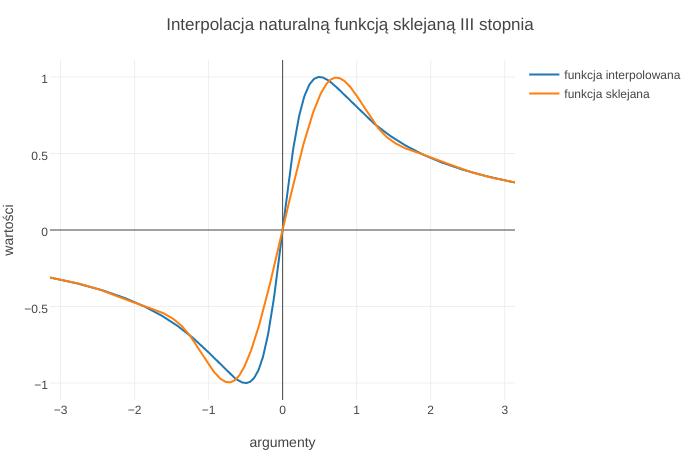 Interpolacja naturalną funkcją sklejaną III stopnia
funkcja interpolowana
funkcja sklejana
1
0.5
0
−0.5
−1
wartości
−3
−2
−1
0
1
2
3
argumenty